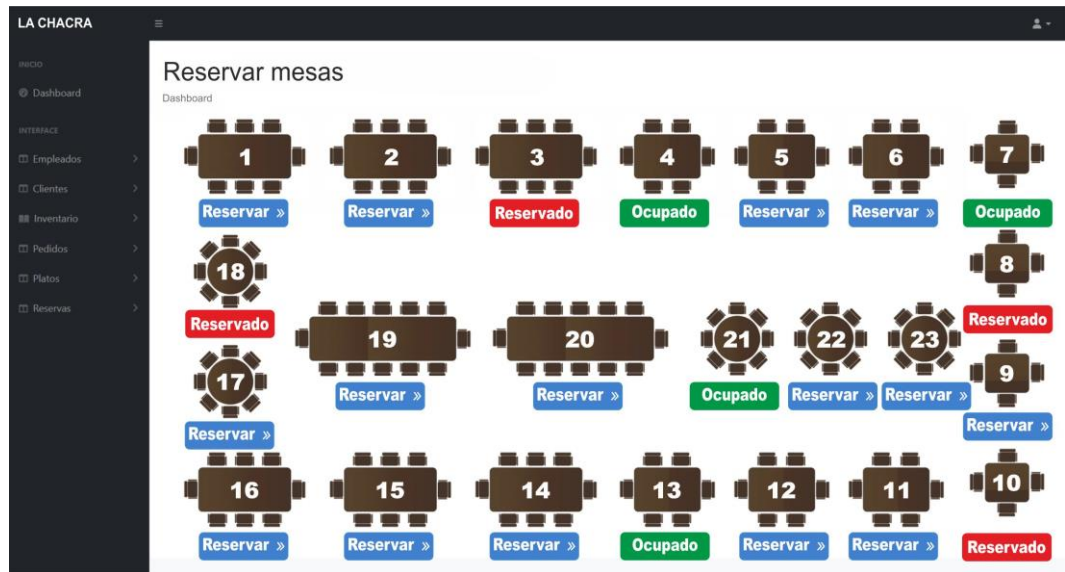 LA CHACRA
INICIO
Dashboard
INTERFACE
Empleados
Clientes
Inventario
Pedidos
Platos
Reservas
Reservar mesas
Dashboard
1 2 3 4 5 6 7
Reservar » Reservar » Reservado Ocupado Reservar » Reservar » Ocupado
18 8
Reservado Reservado
19 20 21 22 23
17 9
Reservar » Reservar » Ocupado Reservar » Reservar »
Reservar » Reservar »
16 15 14 13 12 11 10
Reservar » Reservar » Reservar » Ocupado Reservar » Reservar » Reservado